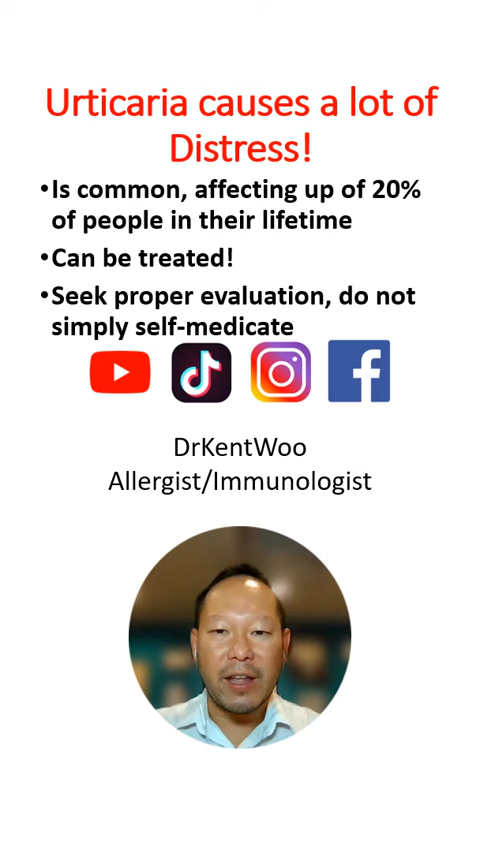 Urticaria causes a lot of
Distress!
•Is common, affecting up of 20%
of people in their lifetime
•Can be treated!
•Seek proper evaluation, do not
simply self-medicate
DrKentWoo
Allergist/Immunologist